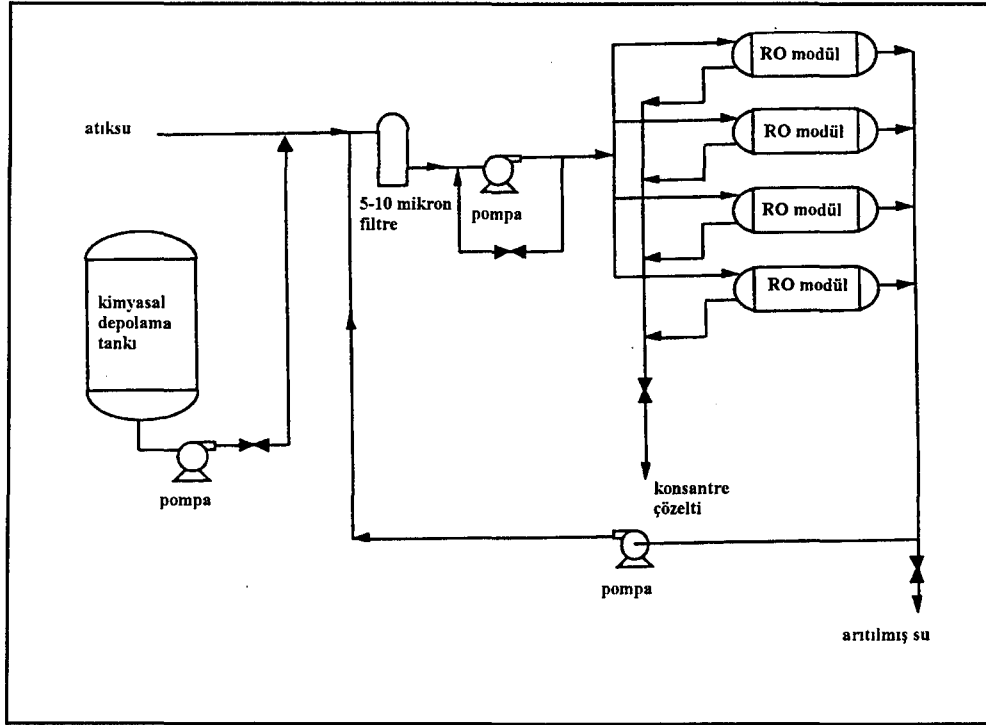 RO modül
atıksu
RO modül
5-10 mikron
filtre
pompa
RO modül
RO modül
kimyasal
depolama
tankı
pompa
konsantre
çözelti
pompa
arıtılmış su